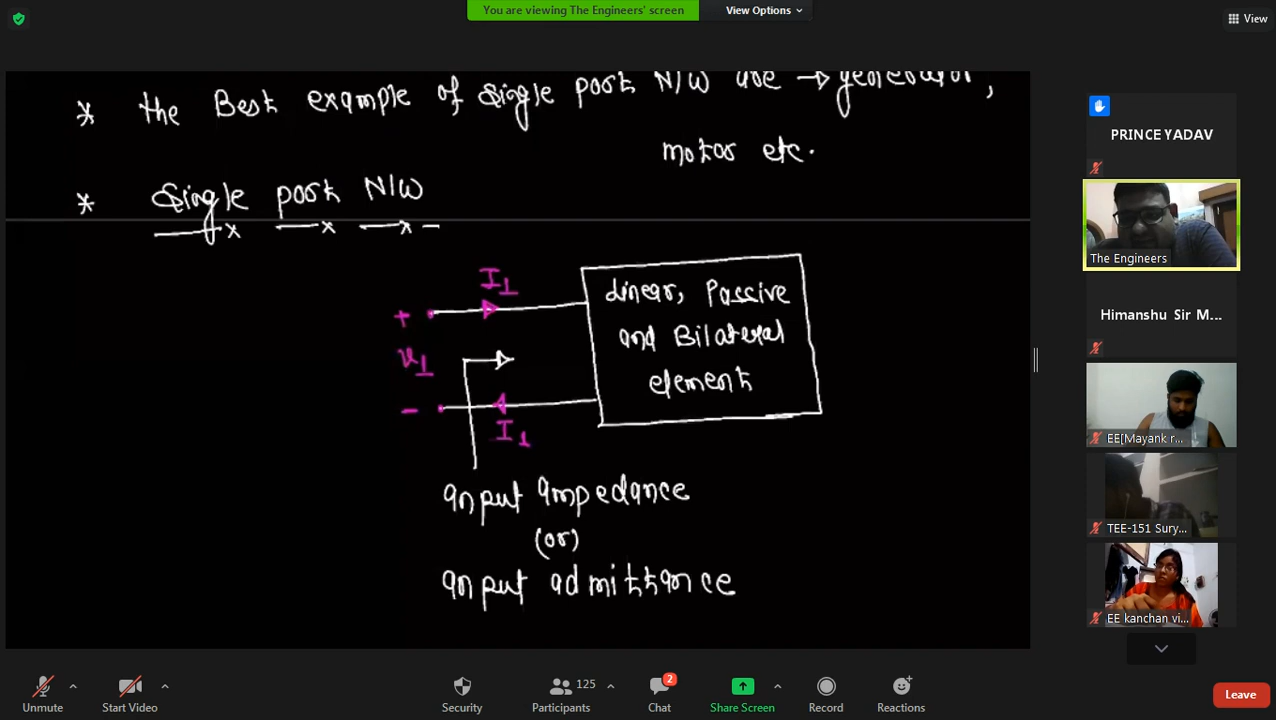 You are viewing The Engineers' screen
View Options
View
* the Best example of single port N/W are → generator,
motor etc.
* Single port N/W
I1
+
V1
-
I1
Linear, Passive
and Bilateral
element
input impedance
(or)
input admittance
PRINCE YADAV
The Engineers
Himanshu Sir M...
EE[Mayank r...
TEE-151 Sury...
EE kanchan vi...
Unmute
Start Video
Security
125
Participants
2
Chat
Share Screen
Record
Reactions
Leave